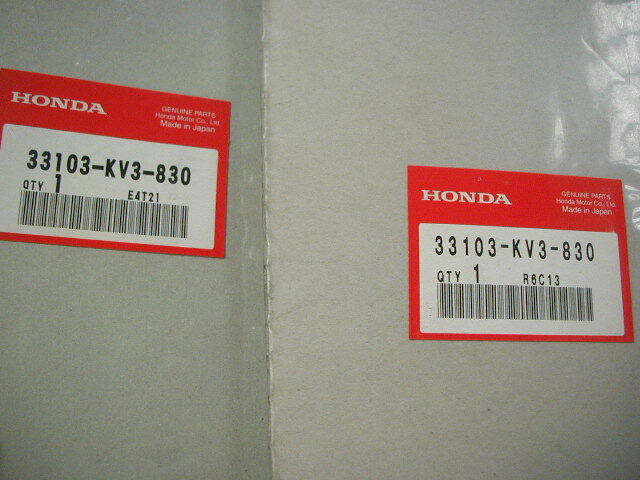 HONDA
GENUINE PARTS
Honda Motor Co., Ltd.
Made in Japan
33103-KV3-830
QTY 1 E4T21
HONDA
GENUINE PARTS
Honda Motor Co., Ltd.
Made in Japan
33103-KV3-830
QTY 1 R6C13